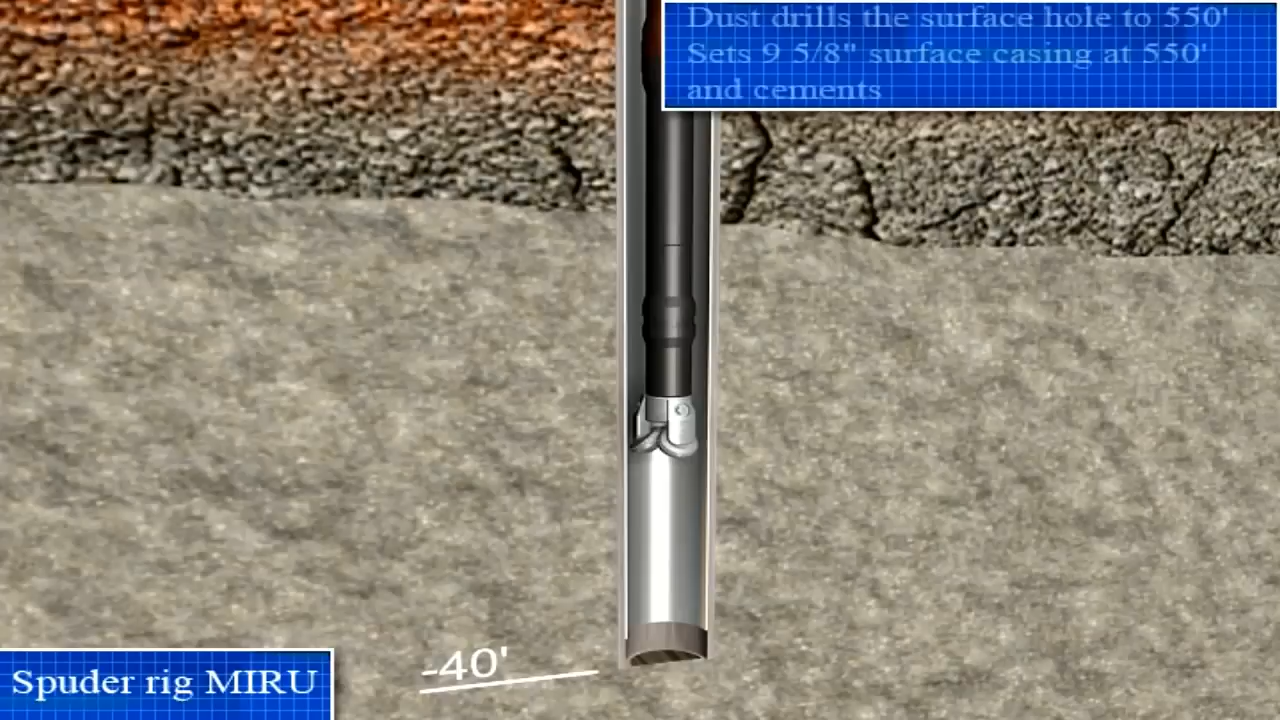 Dust drills the surface hole to 550'
Sets 9 5/8" surface casing at 550'
and cements
-40'
Spuder rig MIRU